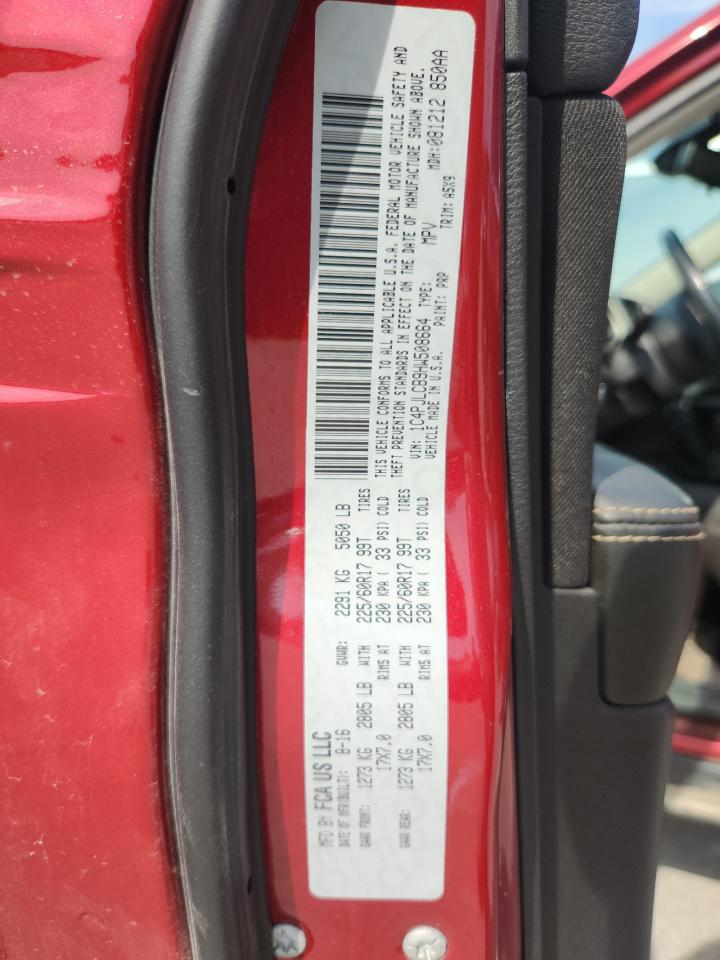 MFD BY FCA US LLC
DATE OF MFR(BUILT): 8-16 GVWR: 2291 KG 5050 LB
GAWR FRONT: 1273 KG 2805 LB WITH 225/60R17 99T TIRES
17X7.0 RIMS AT 230 KPA ( 33 PSI) COLD
GAWR REAR: 1273 KG 2805 LB WITH 225/60R17 99T TIRES
17X7.0 RIMS AT 230 KPA ( 33 PSI) COLD
THIS VEHICLE CONFORMS TO ALL APPLICABLE U.S.A. FEDERAL MOTOR VEHICLE SAFETY AND
THEFT PREVENTION STANDARDS IN EFFECT ON THE DATE OF MANUFACTURE SHOWN ABOVE.
VIN: 1C4PJLCB9HW508664 TYPE: MPV MDH:081212 850AA
VEHICLE MADE IN U.S.A. PAINT: PRP TRIM: A5X9